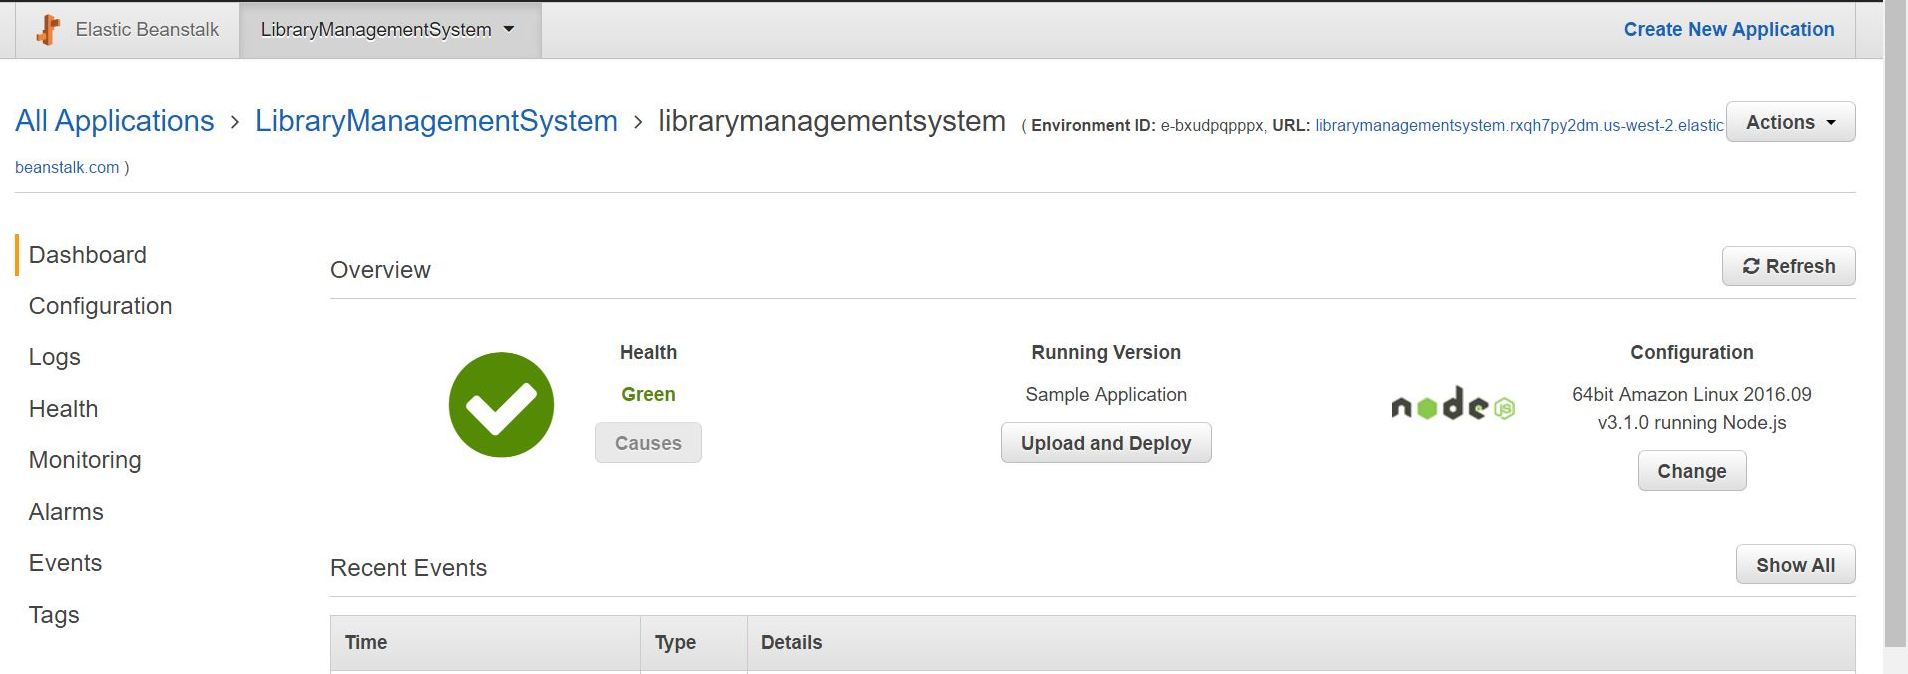 Elastic Beanstalk
LibraryManagementSystem
Create New Application
All Applications > LibraryManagementSystem > librarymanagementsystem ( Environment ID: e-bxudpqpppx, URL: librarymanagementsystem.rxqh7py2dm.us-west-2.elastic
beanstalk.com )
Actions
Dashboard
Configuration
Logs
Health
Monitoring
Alarms
Events
Tags
Overview
Refresh
Health
Green
Causes
Running Version
Sample Application
Upload and Deploy
node JS
Configuration
64bit Amazon Linux 2016.09
v3.1.0 running Node.js
Change
Recent Events
Show All
Time Type Details